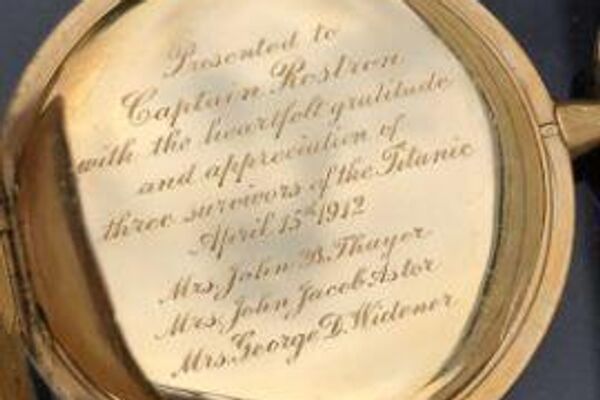 Presented to
Captain Rostron
with the heartfelt gratitude
and appreciation of
three survivors of the Titanic
April 15th 1912
Mrs. John B. Thayer
Mrs. John Jacob Astor
Mrs. George D. Widener